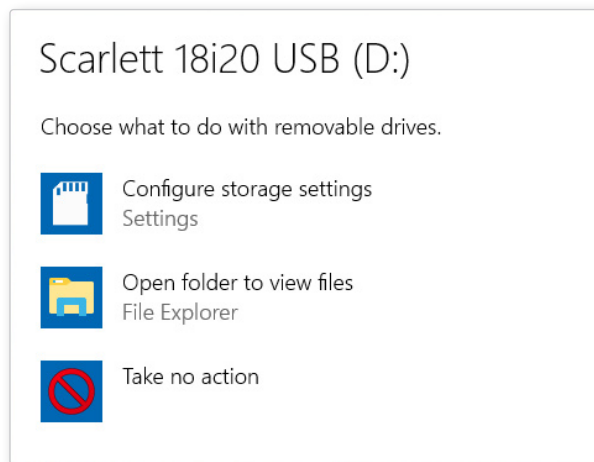 Scarlett 18i20 USB (D:)
Choose what to do with removable drives.
Configure storage settings
Settings
Open folder to view files
File Explorer
Take no action